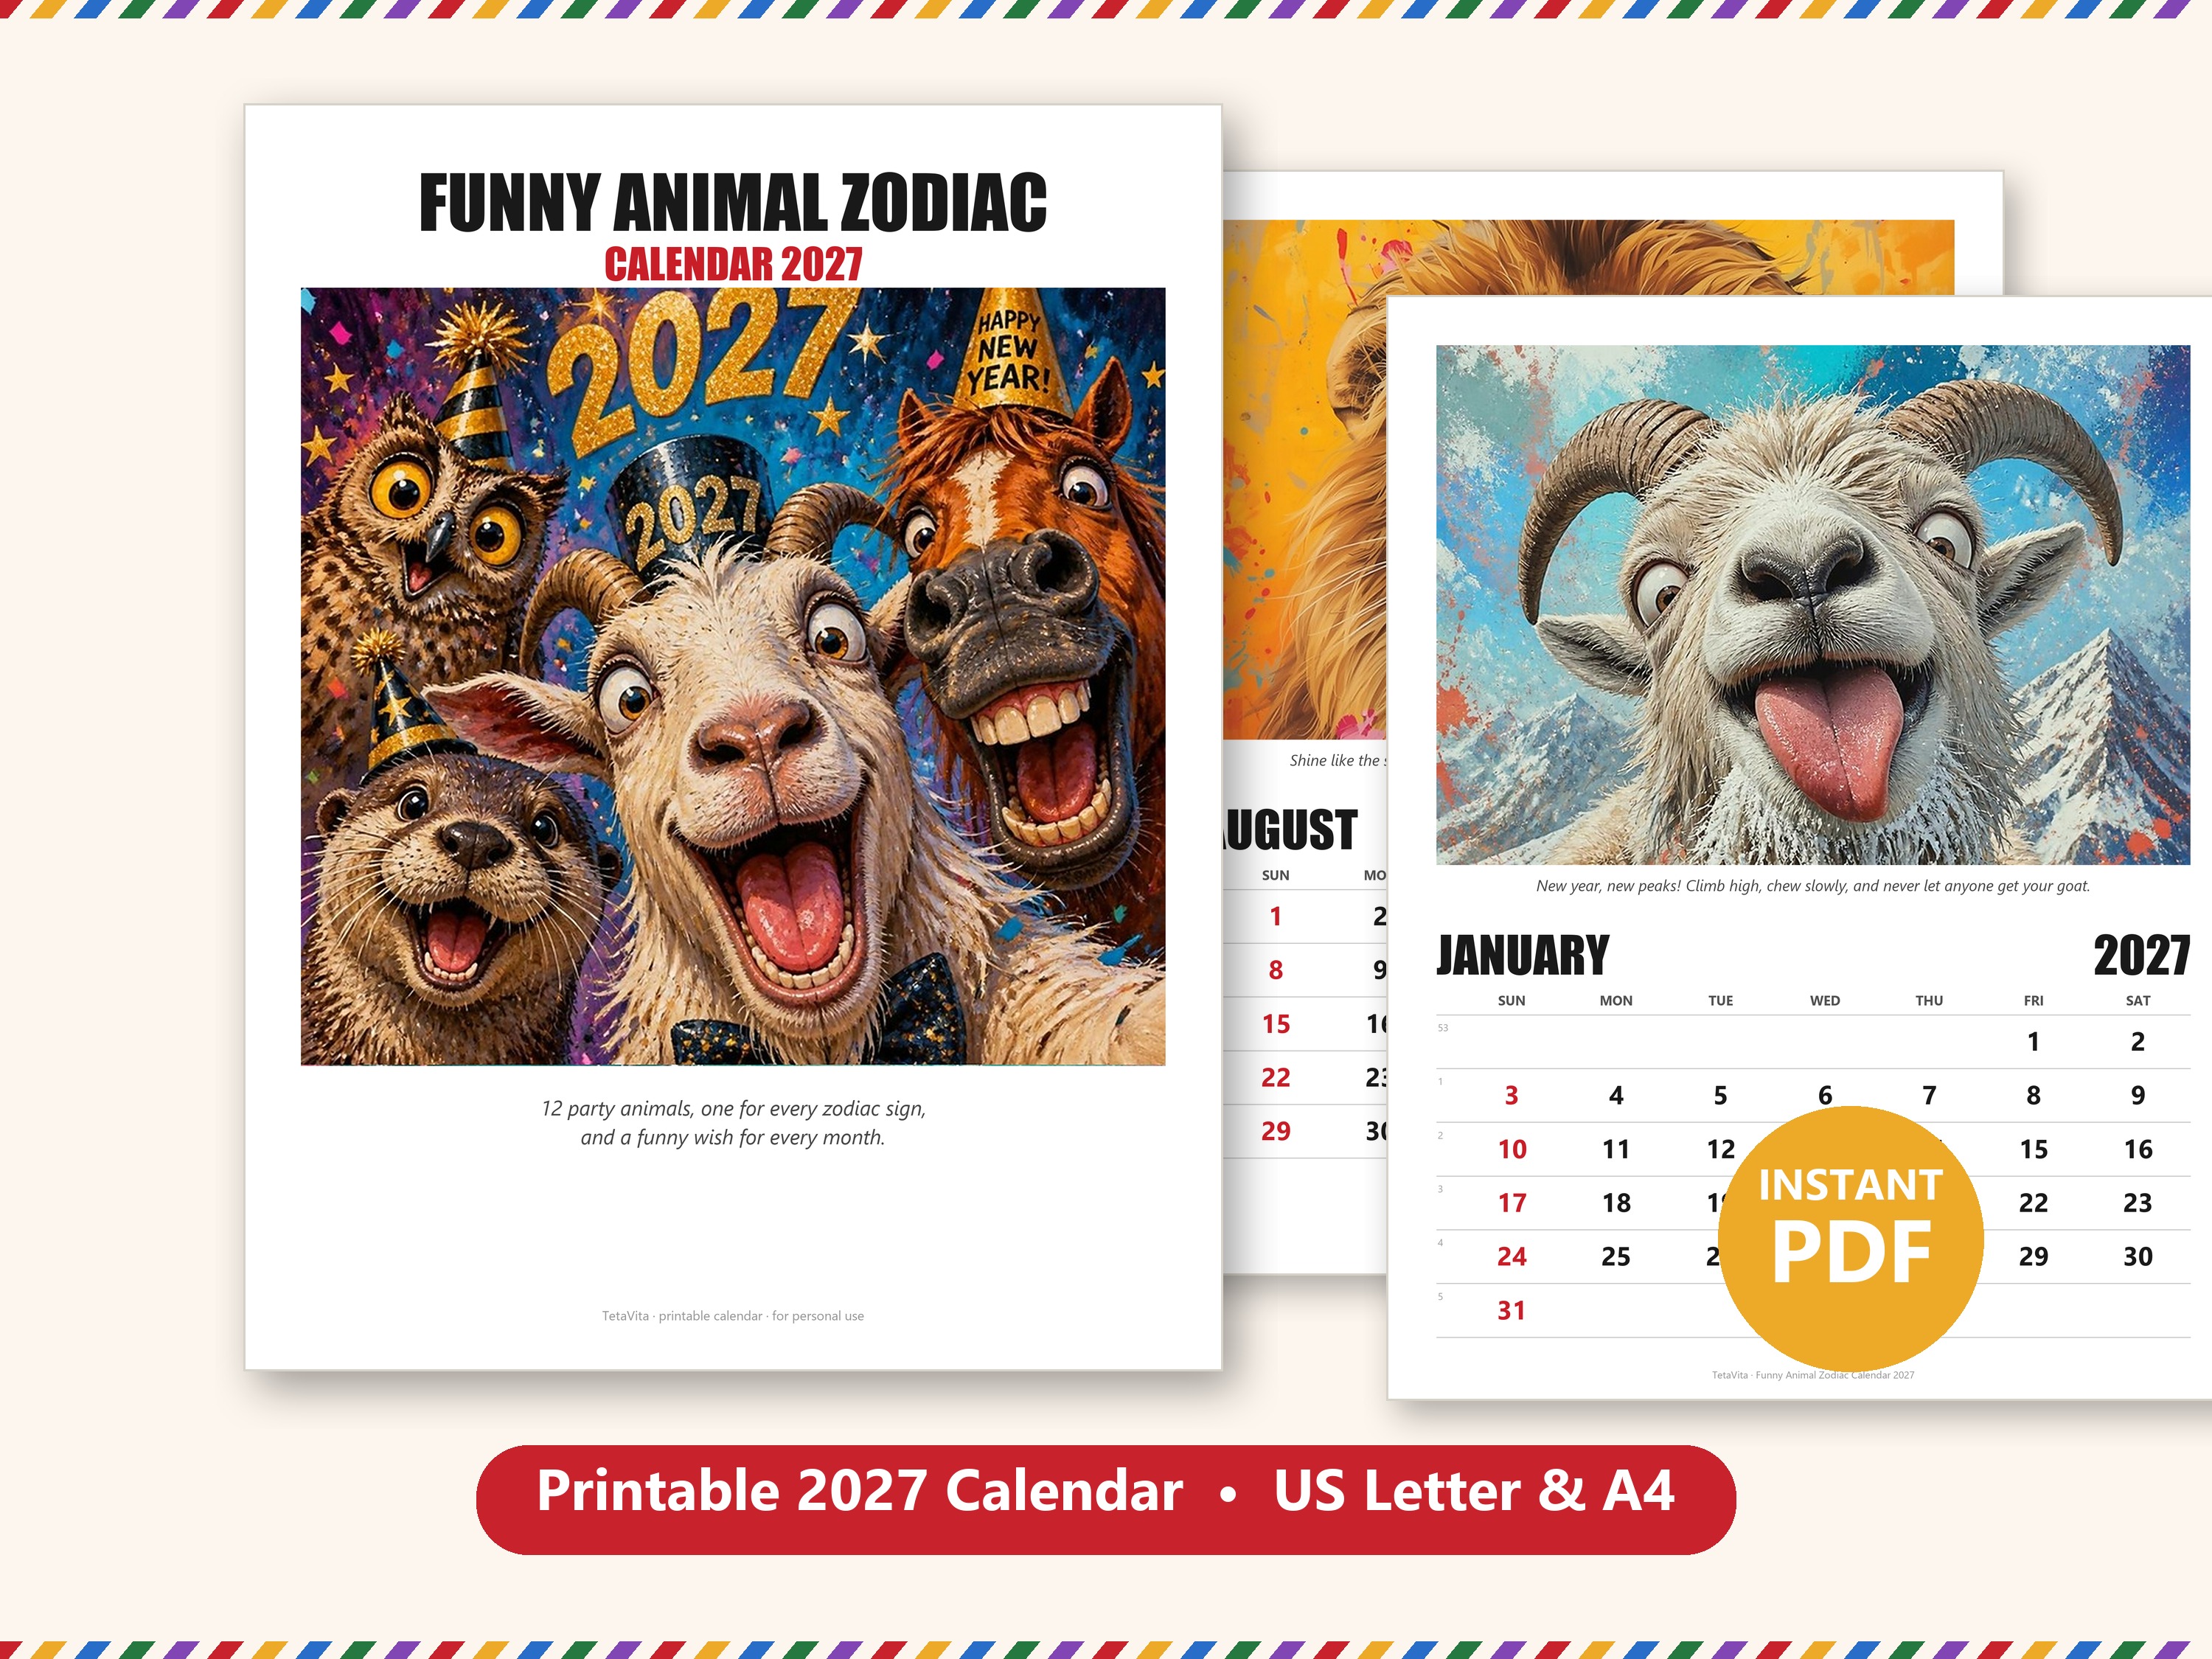 FUNNY ANIMAL ZODIAC
CALENDAR 2027
2027
HAPPY
NEW
YEAR!
2027
12 party animals, one for every zodiac sign,
and a funny wish for every month.
TetaVita · printable calendar · for personal use
Shine like the
AUGUST
SUN
1 2
8 9
15
22
29
New year, new peaks! Climb high, chew slowly, and never let anyone get your goat.
JANUARY 2027
SUN MON TUE WED THU FRI SAT
53 1 2
1 3 4 5 6 7 8 9
2 10 11 12 15 16
3 17 18 22 23
4 24 25 29 30
5 31
INSTANT
PDF
TetaVita · Funny Animal Zodiac Calendar 2027
Printable 2027 Calendar • US Letter & A4